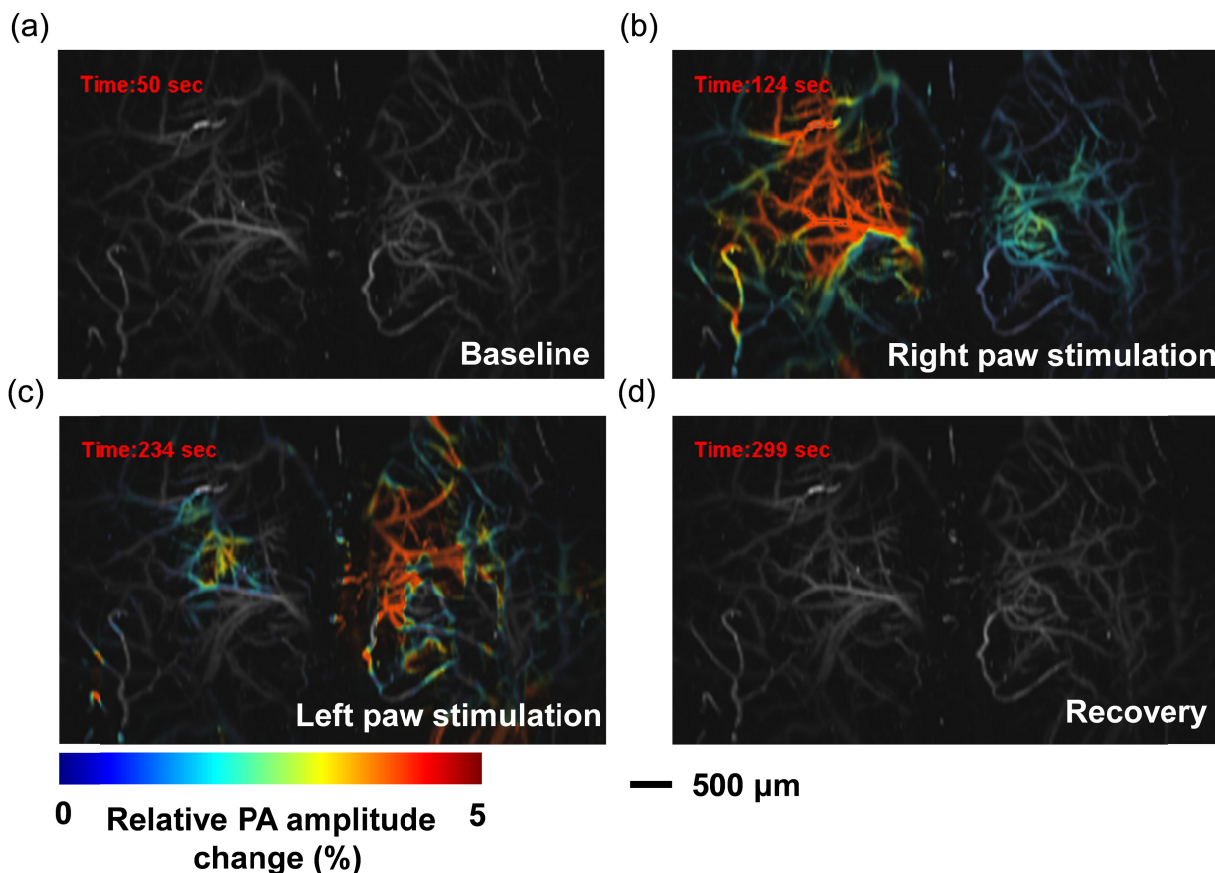 (a)
Time:50 sec
Baseline
(b)
Time:124 sec
Right paw stimulation
(c)
Time:234 sec
Left paw stimulation
(d)
Time:299 sec
Recovery
0 Relative PA amplitude 5
change (%)
500 μm